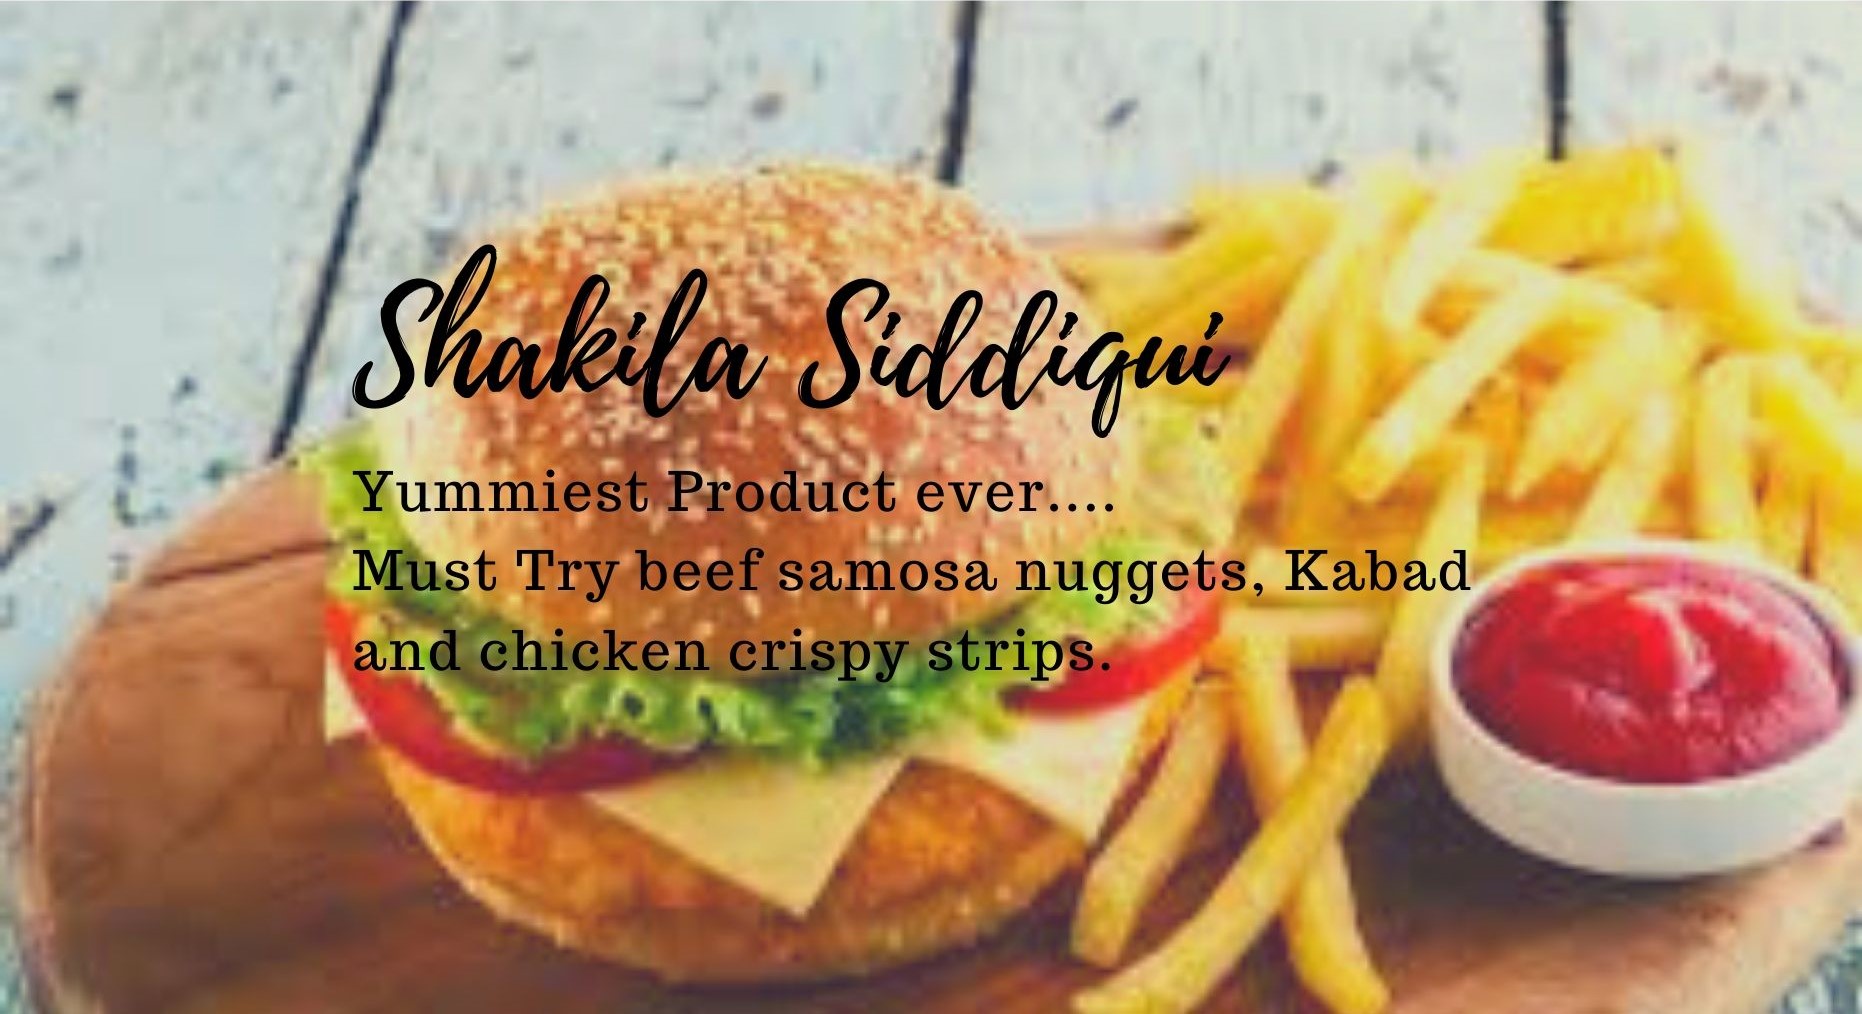 Shakila Siddiqui
Yummiest Product ever....
Must Try beef samosa nuggets, Kabad
and chicken crispy strips.